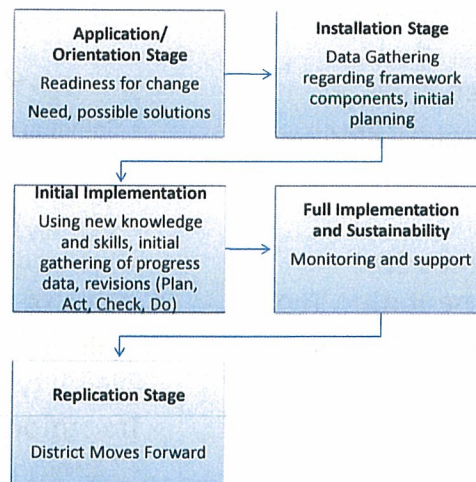 Application/
Orientation Stage
Readiness for change
Need, possible solutions
Installation Stage
Data Gathering
regarding framework
components, initial
planning
Initial Implementation
Using new knowledge
and skills, initial
gathering of progress
data, revisions (Plan,
Act, Check, Do)
Full Implementation
and Sustainability
Monitoring and support
Replication Stage
District Moves Forward